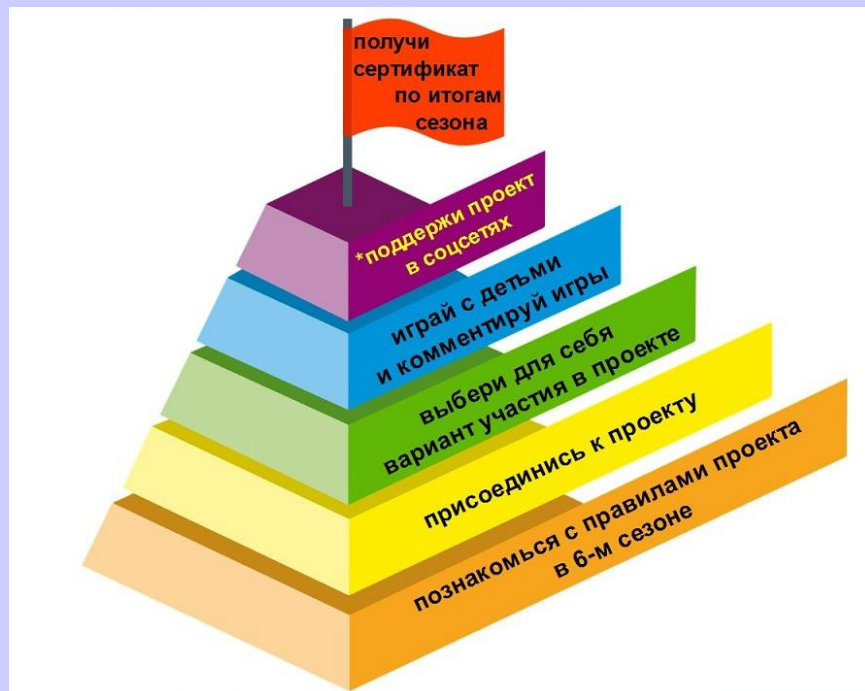 получи
сертификат
по итогам
сезона
*поддержи проект
в соцсетях
играй с детьми
и комментируй игры
выбери для себя
вариант участия в проекте
присоединись к проекту
познакомься с правилами проекта
в 6-м сезоне